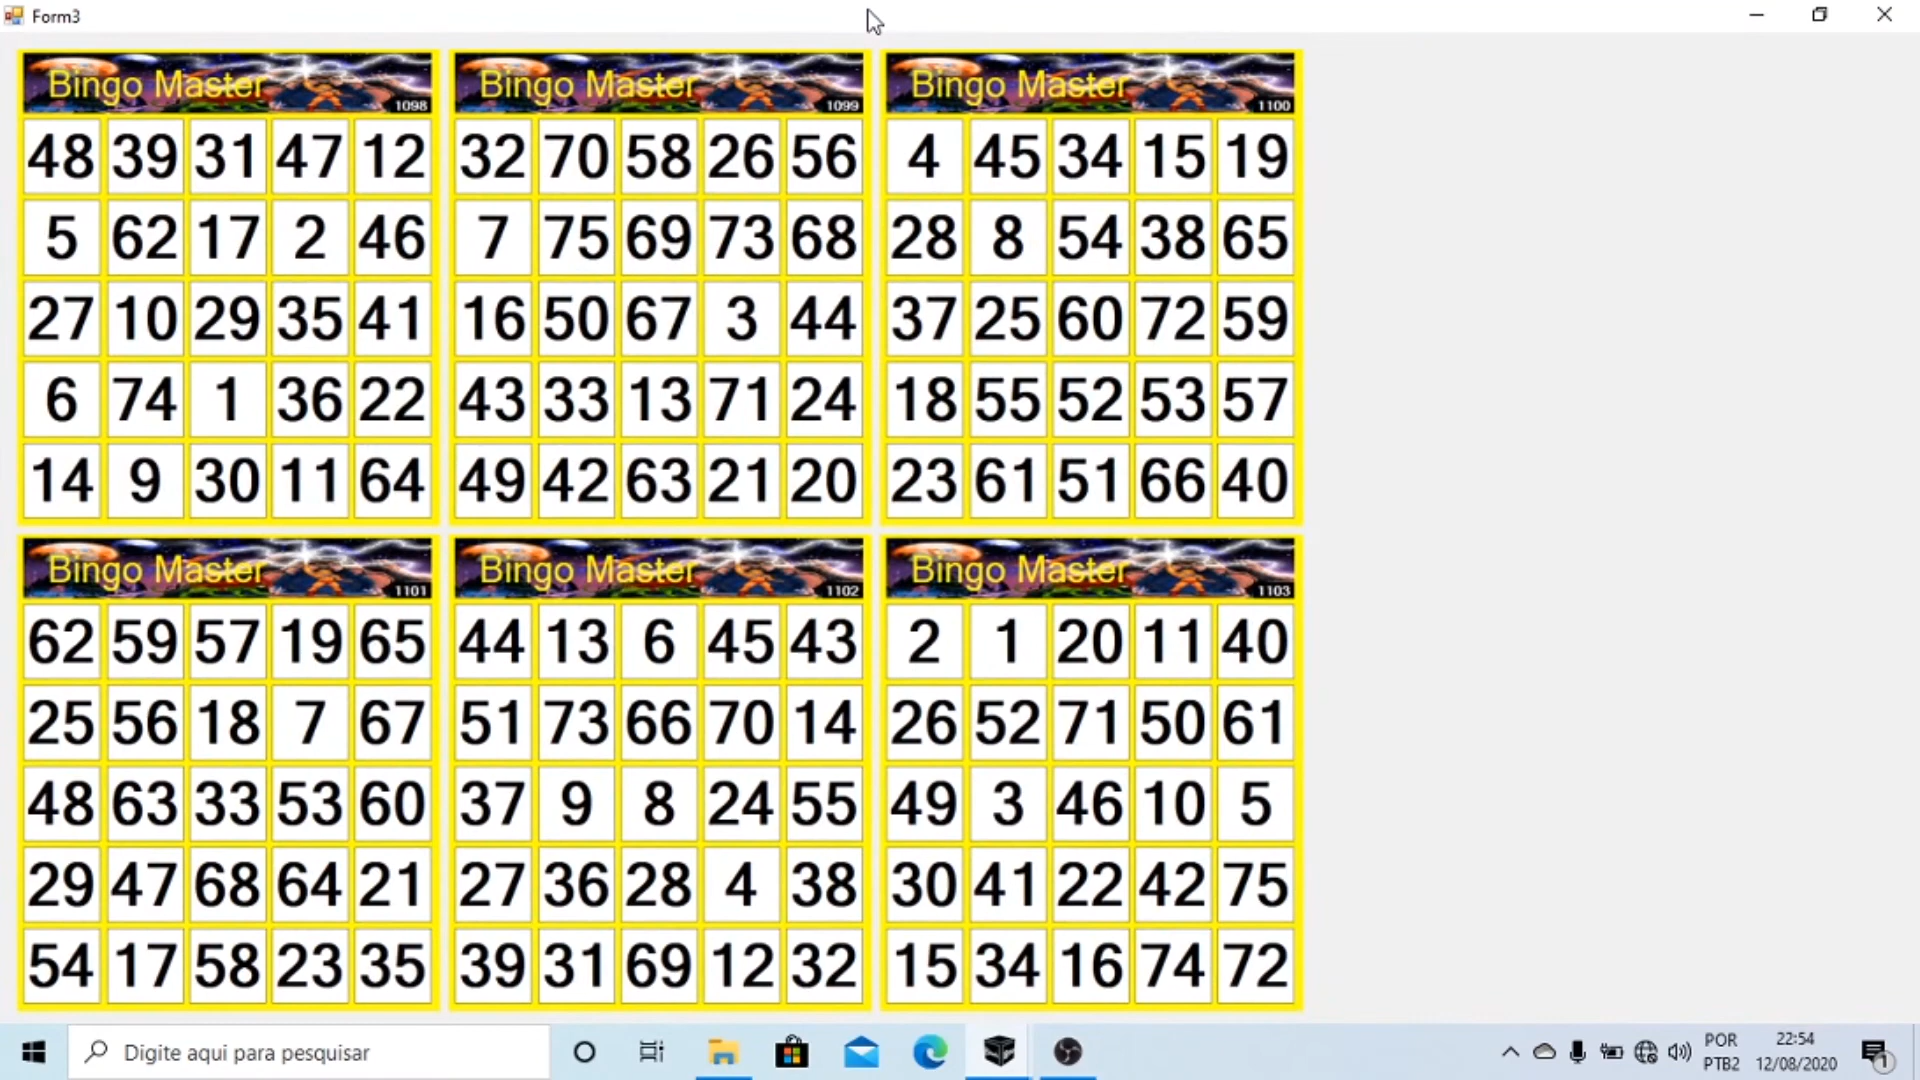 Form3
Bingo Master 1098
48 39 31 47 12
5 62 17 2 46
27 10 29 35 41
6 74 1 36 22
14 9 30 11 64
Bingo Master 1099
32 70 58 26 56
7 75 69 73 68
16 50 67 3 44
43 33 13 71 24
49 42 63 21 20
Bingo Master 1100
4 45 34 15 19
28 8 54 38 65
37 25 60 72 59
18 55 52 53 57
23 61 51 66 40
Bingo Master 1101
62 59 57 19 65
25 56 18 7 67
48 63 33 53 60
29 47 68 64 21
54 17 58 23 35
Bingo Master 1102
44 13 6 45 43
51 73 66 70 14
37 9 8 24 55
27 36 28 4 38
39 31 69 12 32
Bingo Master 1103
2 1 20 11 40
26 52 71 50 61
49 3 46 10 5
30 41 22 42 75
15 34 16 74 72
Digite aqui para pesquisar
POR
PTB2
22:54
12/08/2020
1